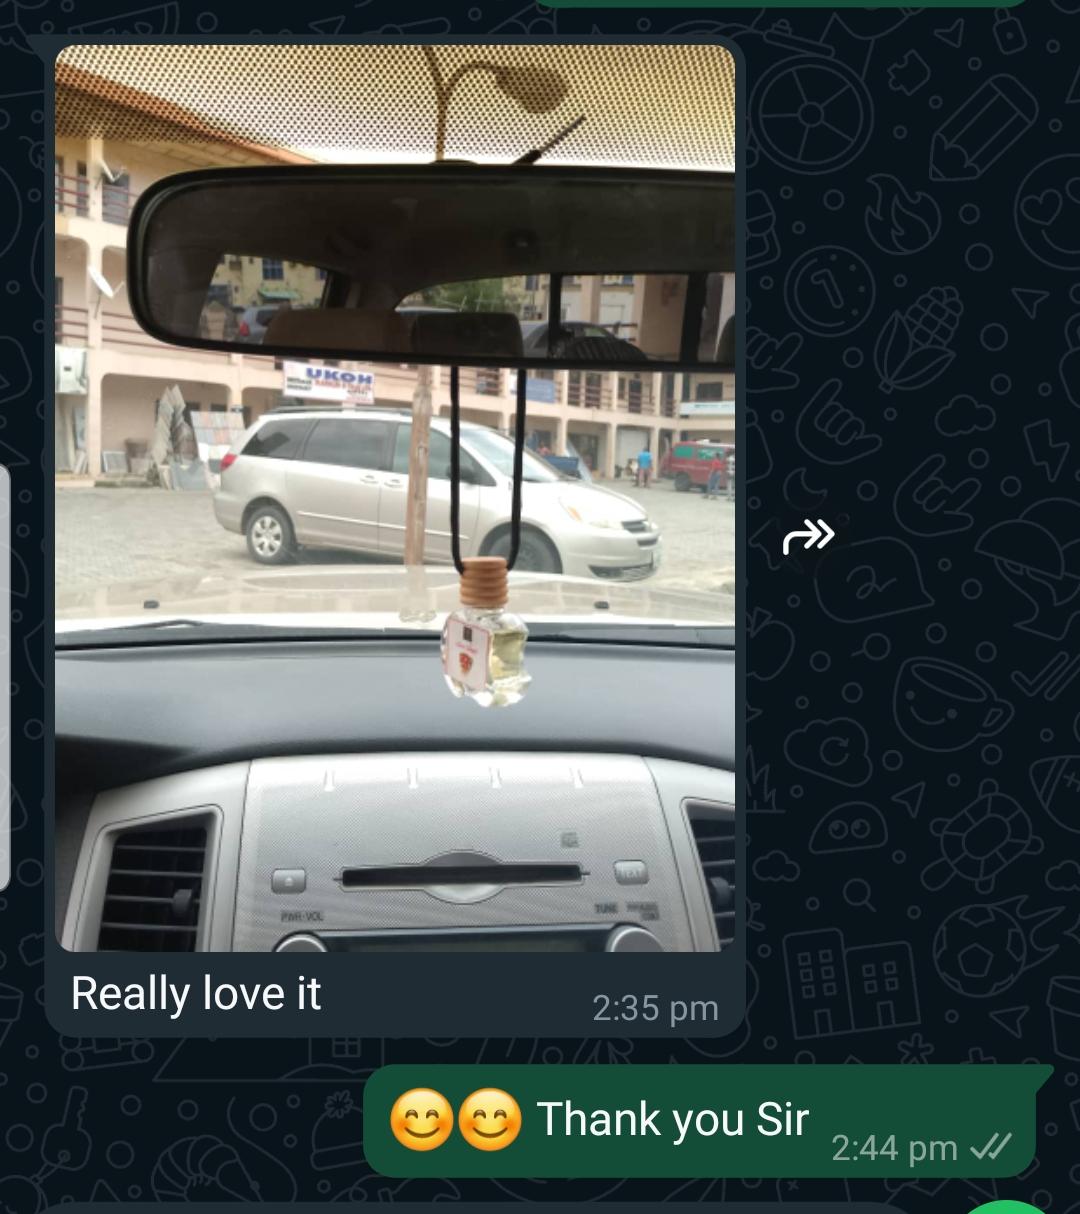 UKOH
TEXT
PWR·VOL
TUNE
Really love it
2:35 pm
😊😊 Thank you Sir
2:44 pm